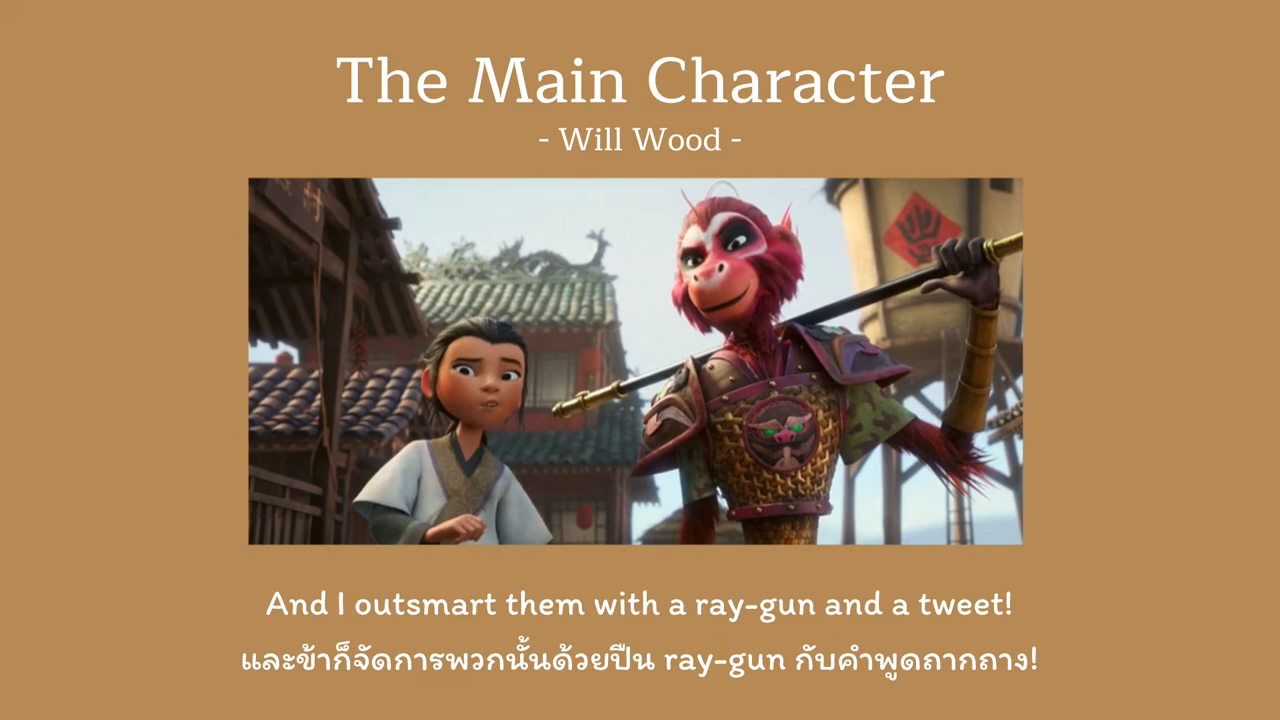 The Main Character
- Will Wood -
And I outsmart them with a ray-gun and a tweet!
และข้าก็จัดการพวกนั้นด้วยปืน ray-gun กับคำพูดถากถาง!